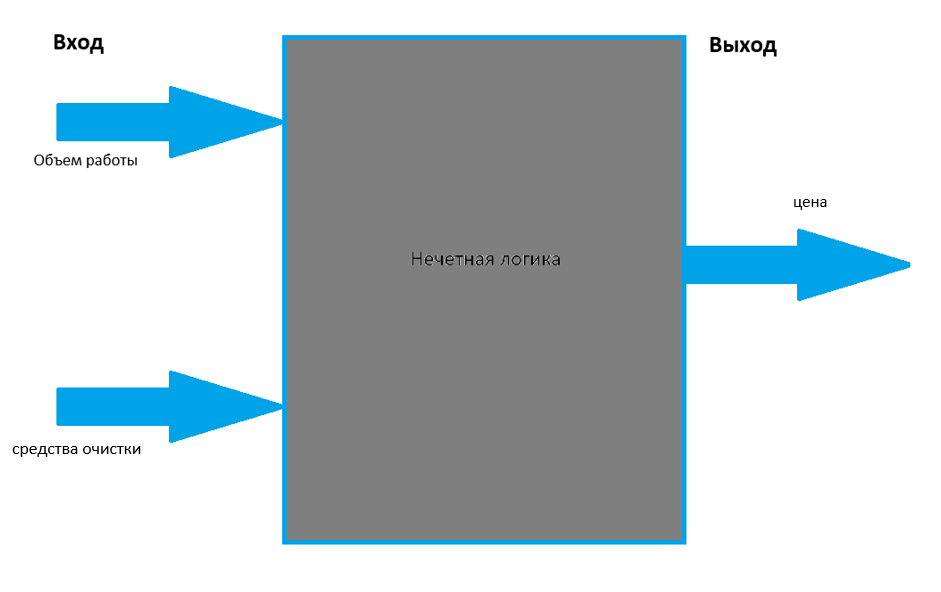 Вход
Выход
Объем работы
цена
Нечетная логика
средства очистки